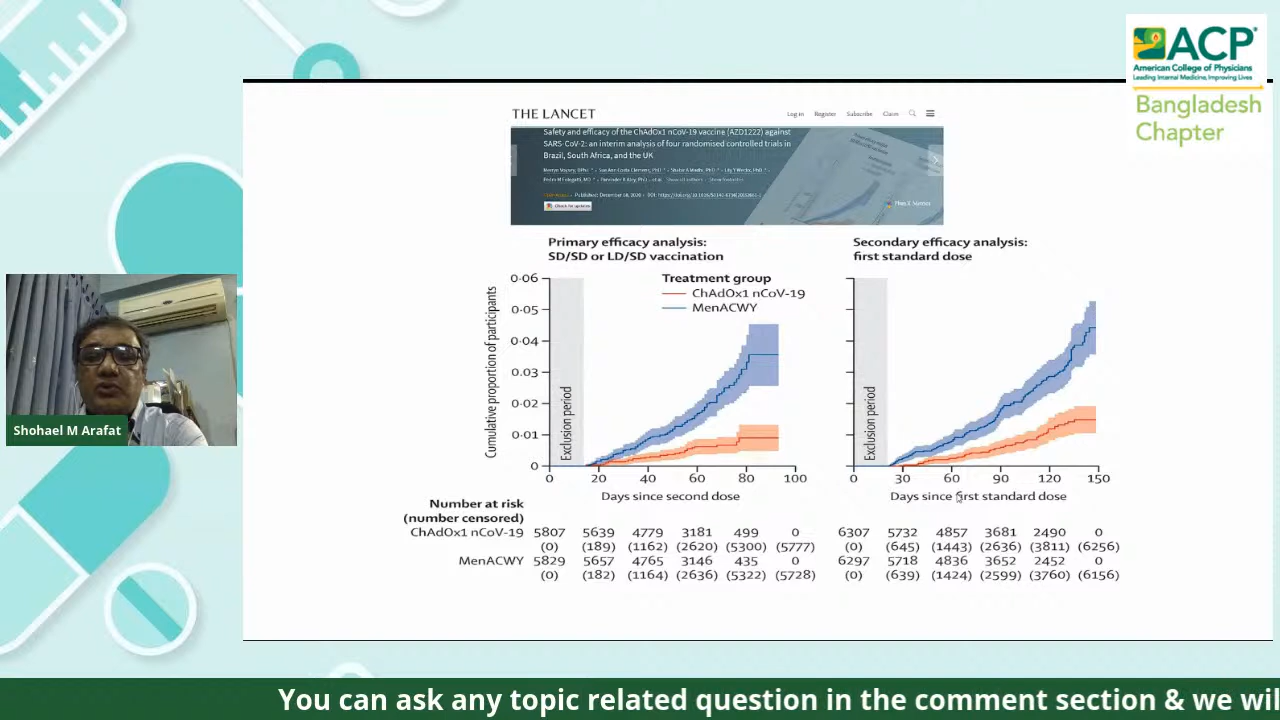 ACP®
American College of Physicians
Leading Internal Medicine, Improving Lives
Bangladesh
Chapter
THE LANCET
Log in Register Subscribe Claim
Safety and efficacy of the ChAdOx1 nCoV-19 vaccine (AZD1222) against
SARS-CoV-2: an interim analysis of four randomised controlled trials in
Brazil, South Africa, and the UK
Check for updates
Primary efficacy analysis:
SD/SD or LD/SD vaccination
Secondary efficacy analysis:
first standard dose
Treatment group
ChAdOx1 nCoV-19
MenACWY
Cumulative proportion of participants
0·06
0·05
0·04
0·03
0·02
0·01
0
Exclusion period
Exclusion period
0 20 40 60 80 100
0 30 60 90 120 150
Days since second dose
Days since first standard dose
Number at risk
(number censored)
ChAdOx1 nCoV-19 5807 5639 4779 3181 499 0 6307 5732 4857 3681 2490 0
(0) (189) (1162) (2620) (5300) (5777) (0) (645) (1443) (2636) (3811) (6256)
MenACWY 5829 5657 4765 3146 435 0 6297 5718 4836 3652 2452 0
(0) (182) (1164) (2636) (5322) (5728) (0) (639) (1424) (2599) (3760) (6156)
Shohael M Arafat
You can ask any topic related question in the comment section & we wil